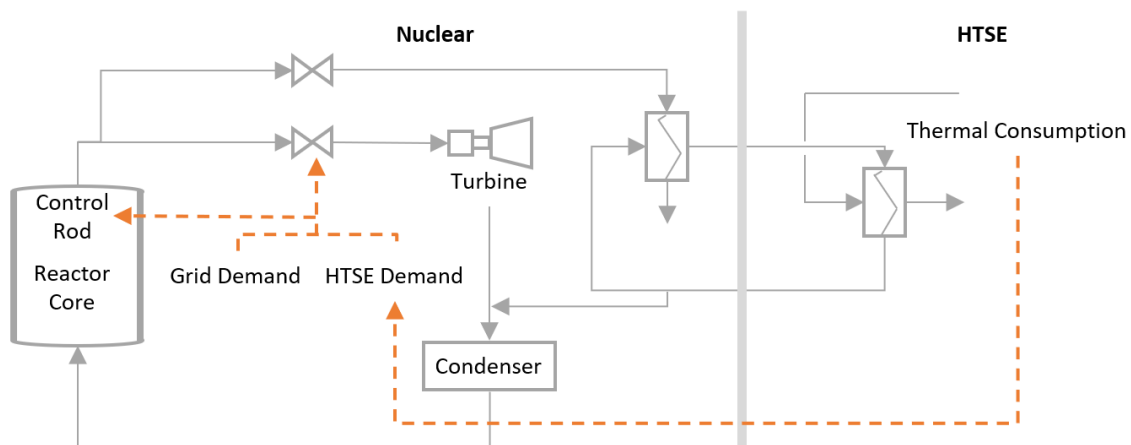 Nuclear
HTSE
Thermal Consumption
Turbine
Control
Rod
Reactor
Core
Grid Demand
HTSE Demand
Condenser